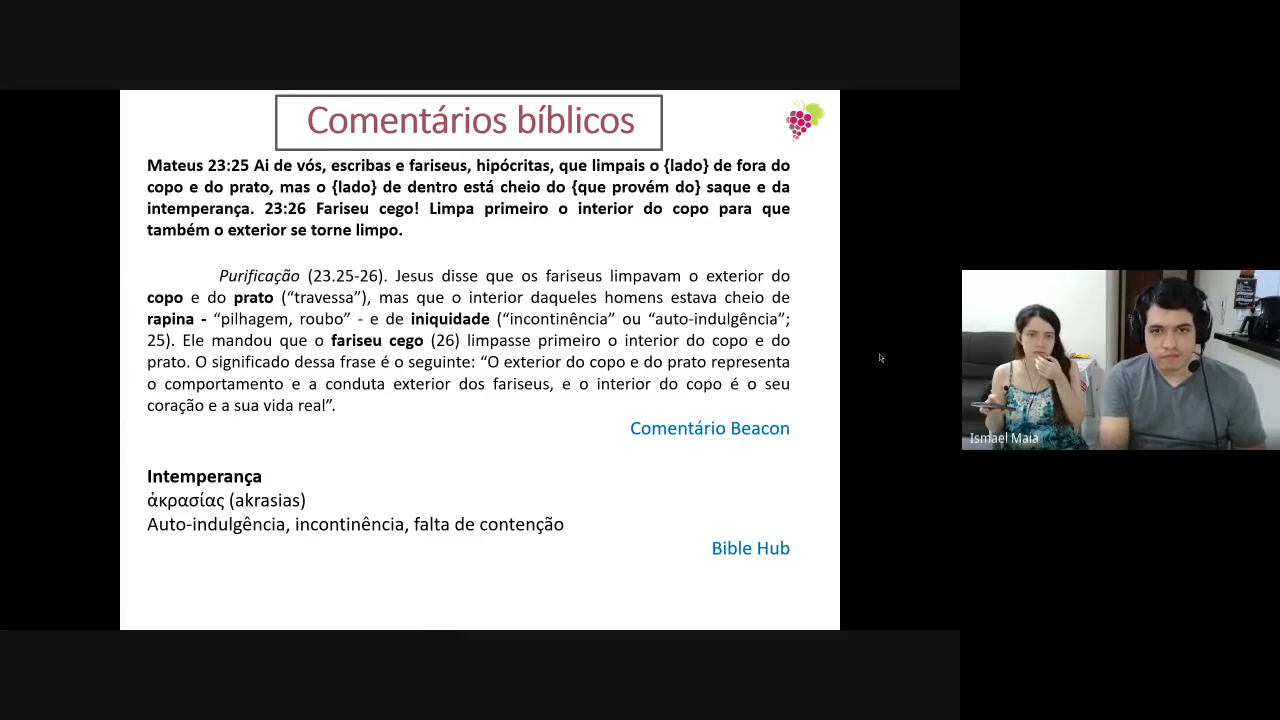 Comentários bíblicos
Mateus 23:25 Ai de vós, escribas e fariseus, hipócritas, que limpais o {lado} de fora do
copo e do prato, mas o {lado} de dentro está cheio do {que provém do} saque e da
intemperança. 23:26 Fariseu cego! Limpa primeiro o interior do copo para que
também o exterior se torne limpo.
Purificação (23.25-26). Jesus disse que os fariseus limpavam o exterior do
copo e do prato (“travessa”), mas que o interior daqueles homens estava cheio de
rapina - “pilhagem, roubo” - e de iniquidade (“incontinência” ou “auto-indulgência”;
25). Ele mandou que o fariseu cego (26) limpasse primeiro o interior do copo e do
prato. O significado dessa frase é o seguinte: “O exterior do copo e do prato representa
o comportamento e a conduta exterior dos fariseus, e o interior do copo é o seu
coração e a sua vida real”.
Comentário Beacon
Intemperança
ἀκρασίας (akrasias)
Auto-indulgência, incontinência, falta de contenção
Bible Hub
Ismael Maia